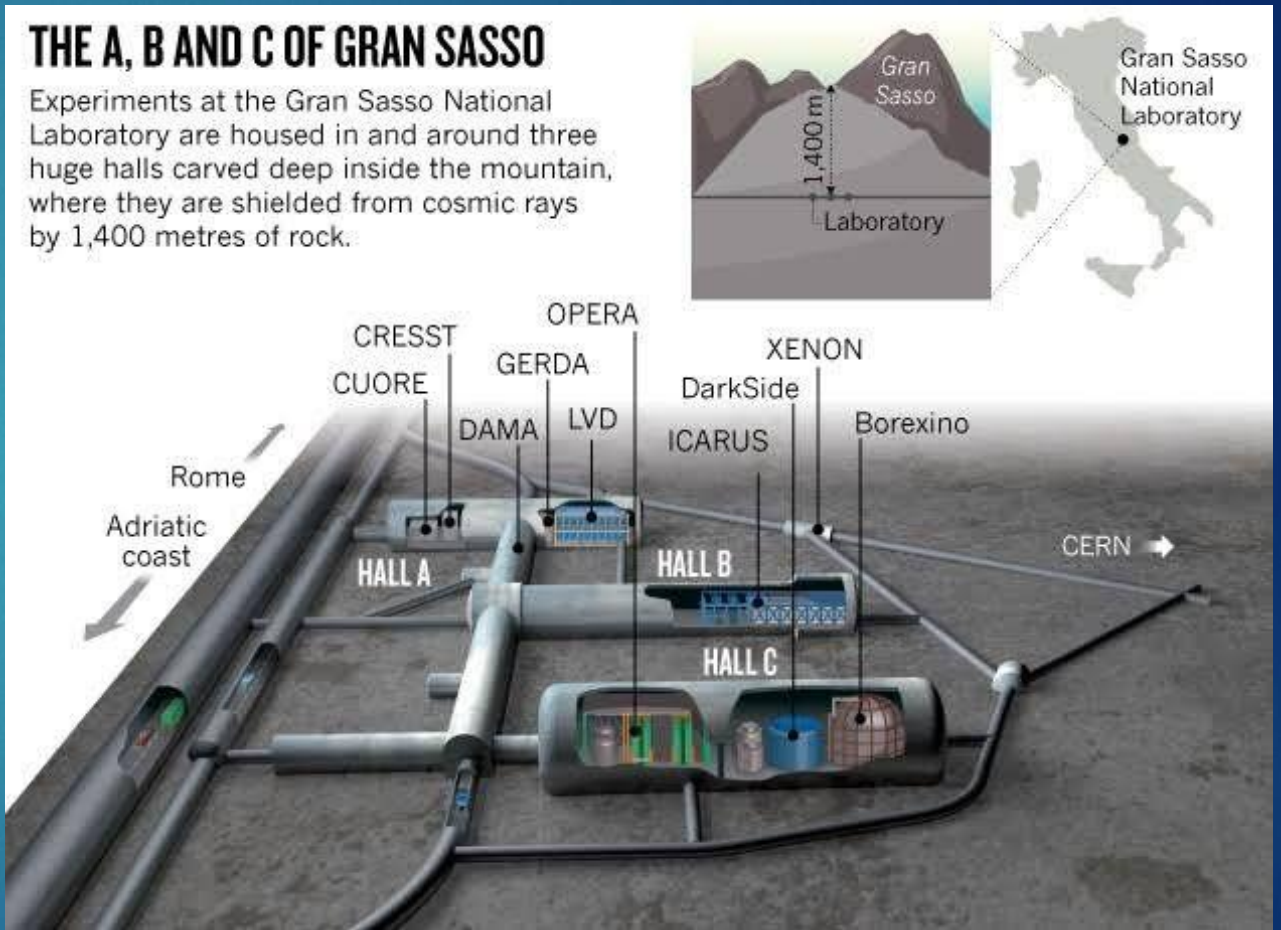 THE A, B AND C OF GRAN SASSO
Experiments at the Gran Sasso National
Laboratory are housed in and around three
huge halls carved deep inside the mountain,
where they are shielded from cosmic rays
by 1,400 metres of rock.
Gran
Sasso
1,400 m
Laboratory
Gran Sasso
National
Laboratory
OPERA
CRESST
XENON
GERDA
CUORE
DarkSide
DAMA
LVD
Borexino
ICARUS
Rome
Adriatic
coast
CERN
HALL A
HALL B
HALL C